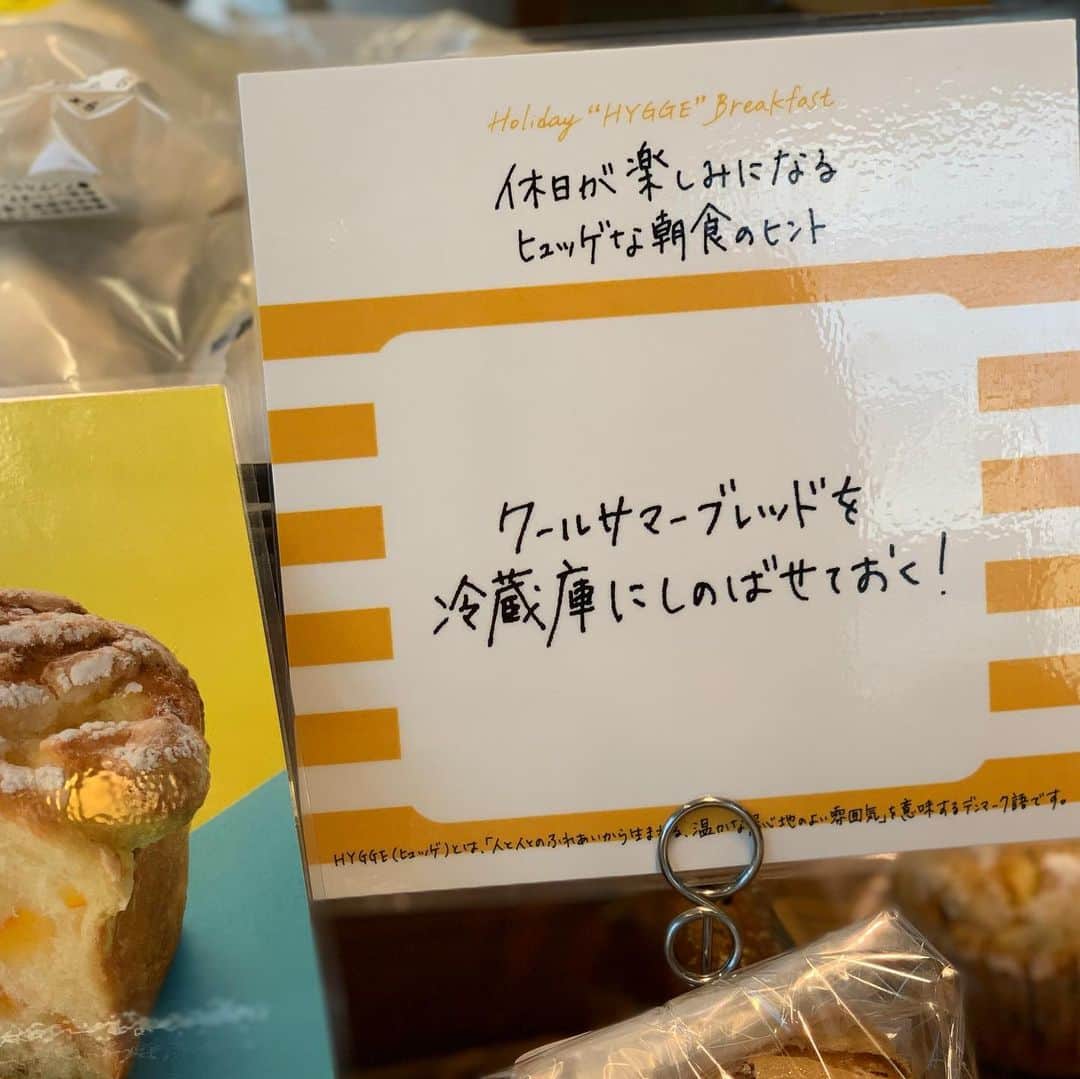 Holiday "HYGGE" Breakfast
休日が楽しみになる
ヒュッゲな朝食のヒント
クールサマーブレッドを
冷蔵庫にしのばせておく!
HYGGE(ヒュッゲ)とは、「人と人とのふれあいから生まれる、温かな居心地のよい雰囲気」を意味するデンマーク語です。